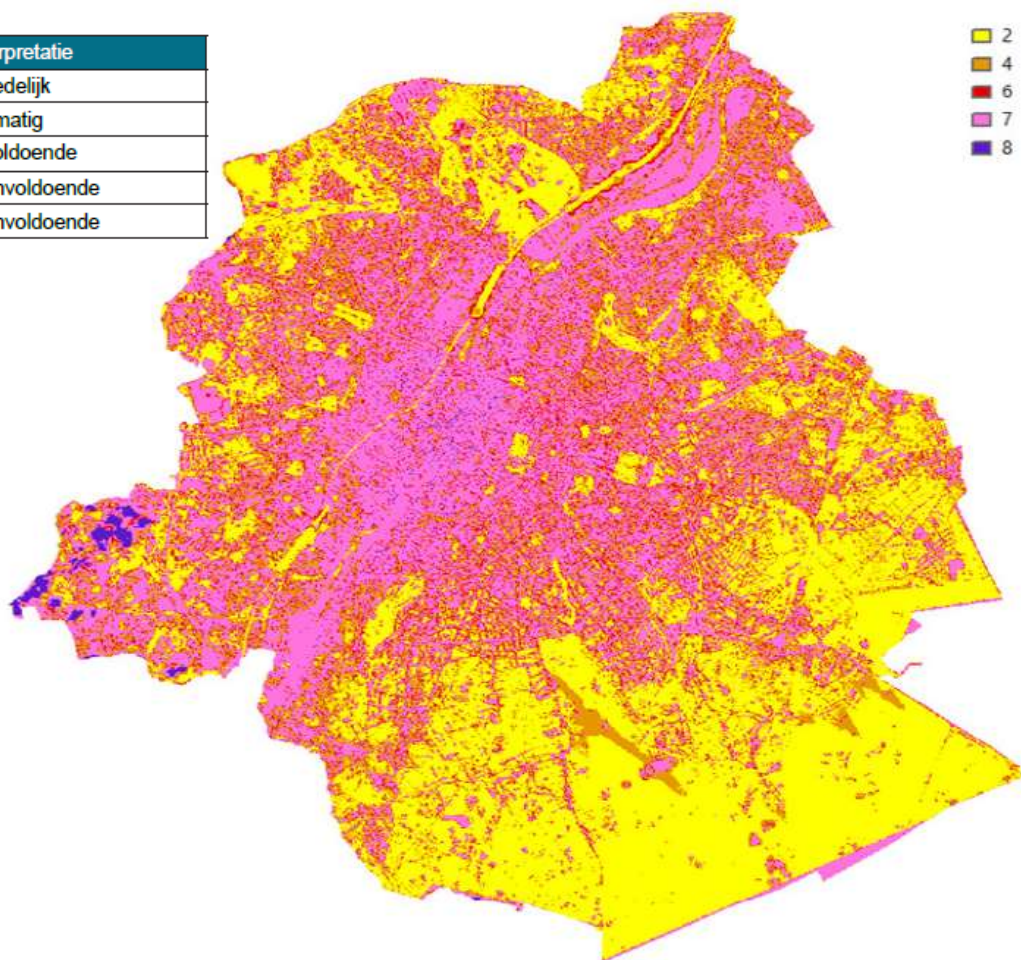 rpretatie
edelijk
matig
oldoende
nvoldoende
nvoldoende
2
4
6
7
8